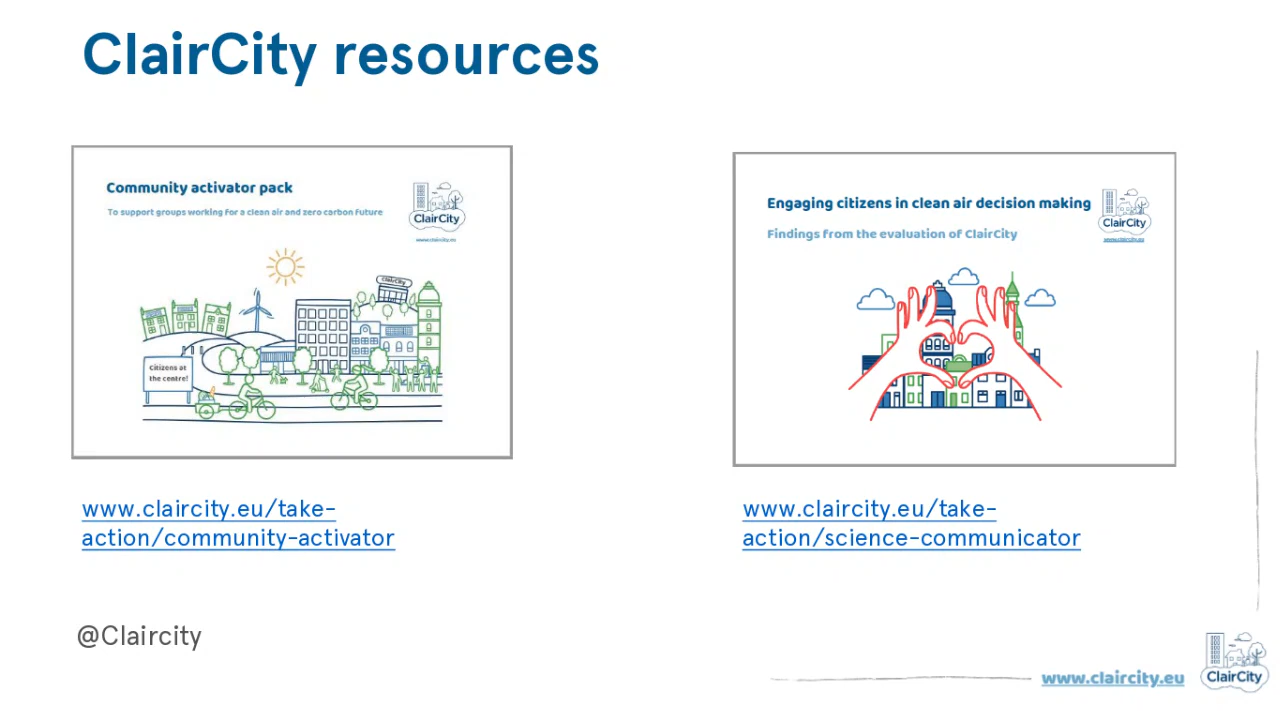 ClairCity resources
Community activator pack
To support groups working for a clean air and zero carbon future
ClairCity
www.claircity.eu
ClairCity
Citizens at
the centre!
Engaging citizens in clean air decision making
Findings from the evaluation of ClairCity
ClairCity
www.claircity.eu
www.claircity.eu/take-
action/community-activator
www.claircity.eu/take-
action/science-communicator
@Claircity
www.claircity.eu
ClairCity